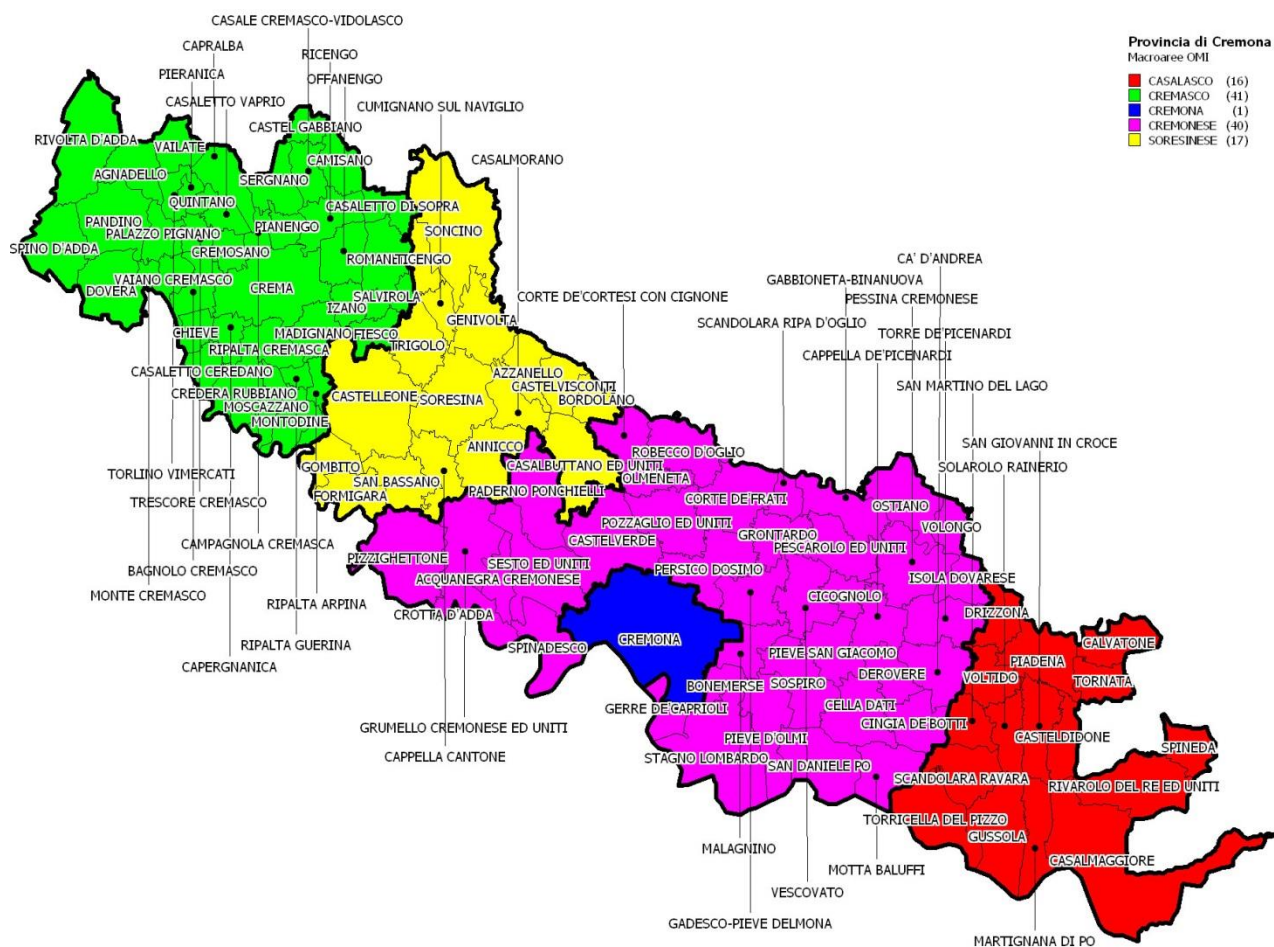 CASALE CREMASCO-VIDOLASCO
CAPRALBA
RICENGO
PIERANICA
OFFANENGO
CASALETTO VAPRIO
CUMIGNANO SUL NAVIGLIO
Provincia di Cremona
Macroaree OMI
CASALASCO (16)
CREMASCO (41)
CREMONA (1)
CREMONESE (40)
SORESINESE (17)
CASTEL GABBIANO
RIVOLTA D'ADDA
VAILATE
CAMISANO
CASALMORANO
AGNADELLO
SERGNANO
QUINTANO
CASALETTO DI SOPRA
PANDINO
PIANENGO
PALAZZO PIGNANO
SONCINO
SPINO D'ADDA
CREMOSANO
ROMANENGO
TICENGO
CA' D'ANDREA
VAIANO CREMASCO
GABBIONETA-BINANUOVA
DOVERA
CREMA
SALVIROLA
CORTE DE'CORTESI CON CIGNONE
PESSINA CREMONESE
IZANO
GENIVOLTA
SCANDOLARA RIPA D'OGLIO
TORRE DE'PICENARDI
CHIEVE
MADIGNANO
FIESCO
TRIGOLO
RIPALTA CREMASCA
CAPPELLA DE'PICENARDI
CASALETTO CEREDANO
AZZANELLO
CASTELVISCONTI
SAN MARTINO DEL LAGO
CREDERA RUBBIANO
CASTELLEONE
SORESINA
BORDOLANO
MOSCAZZANO
MONTODINE
SAN GIOVANNI IN CROCE
ANNICCO
ROBECCO D'OGLIO
GOMBITO
CASALBUTTANO ED UNITI
SOLAROLO RAINERIO
TORLINO VIMERCATI
SAN BASSANO
OLMENETA
FORMIGARA
PADERNO PONCHIELLI
CORTE DE'FRATI
TRESCORE CREMASCO
OSTIANO
POZZAGLIO ED UNITI
VOLONGO
CASTELVERDE
GRONTARDO
CAMPAGNOLA CREMASCA
PESCAROLO ED UNITI
PIZZIGHETTONE
SESTO ED UNITI
BAGNOLO CREMASCO
PERSICO DOSIMO
ISOLA DOVARESE
ACQUANEGRA CREMONESE
MONTE CREMASCO
RIPALTA ARPINA
CICOGNOLO
CROTTA D'ADDA
DRIZZONA
CREMONA
RIPALTA GUERINA
SPINADESCO
CALVATONE
PIEVE SAN GIACOMO
PIADENA
CAPERGNANICA
DEROVERE
VOLTIDO
TORNATA
BONEMERSE
SOSPIRO
CELLA DATI
GERRE DE'CAPRIOLI
CINGIA DE'BOTTI
GRUMELLO CREMONESE ED UNITI
CASTELDIDONE
PIEVE D'OLMI
SPINEDA
CAPPELLA CANTONE
STAGNO LOMBARDO
SAN DANIELE PO
SCANDOLARA RAVARA
RIVAROLO DEL RE ED UNITI
TORRICELLA DEL PIZZO
GUSSOLA
MALAGNINO
CASALMAGGIORE
MOTTA BALUFFI
VESCOVATO
GADESCO-PIEVE DELMONA
MARTIGNANA DI PO